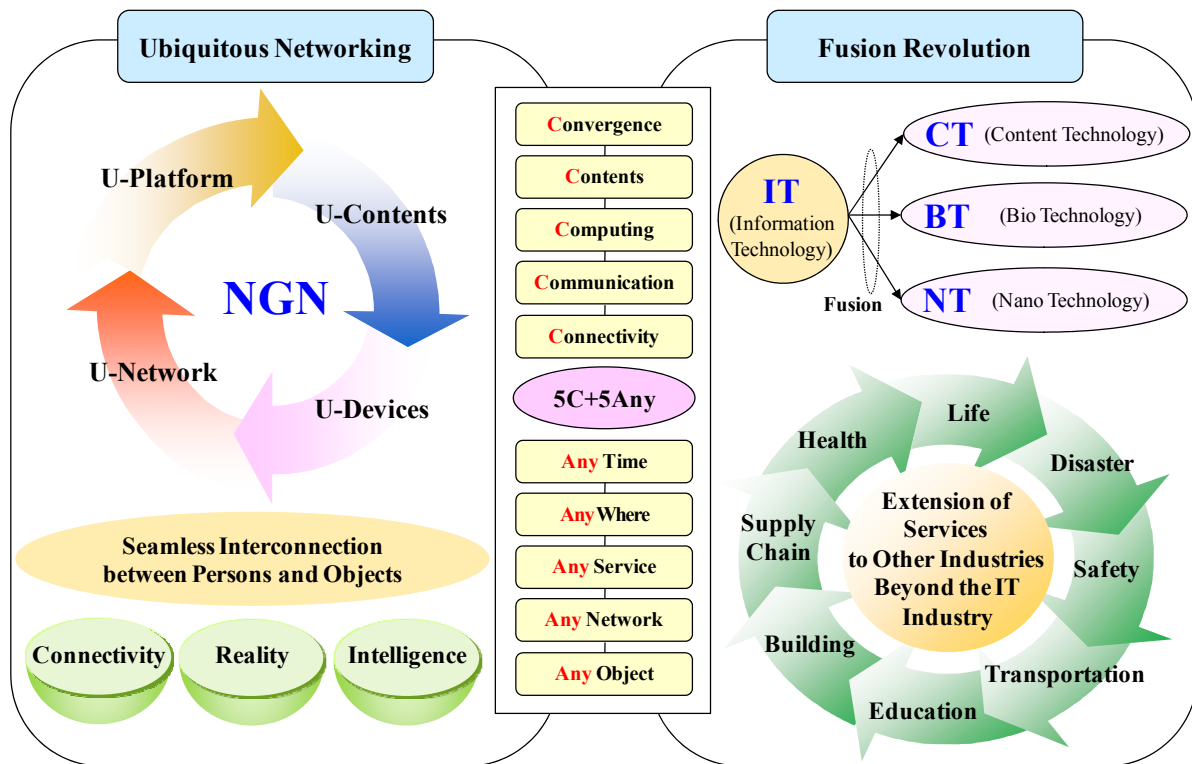 Ubiquitous Networking
U-Platform
U-Contents
NGN
U-Network
U-Devices
Seamless Interconnection
between Persons and Objects
Connectivity
Reality
Intelligence
Convergence
Contents
Computing
Communication
Connectivity
5C+5Any
Any Time
Any Where
Any Service
Any Network
Any Object
Fusion Revolution
IT
(Information
Technology)
Fusion
CT (Content Technology)
BT (Bio Technology)
NT (Nano Technology)
Life
Disaster
Safety
Transportation
Education
Building
Supply
Chain
Health
Extension of
Services
to Other Industries
Beyond the IT
Industry